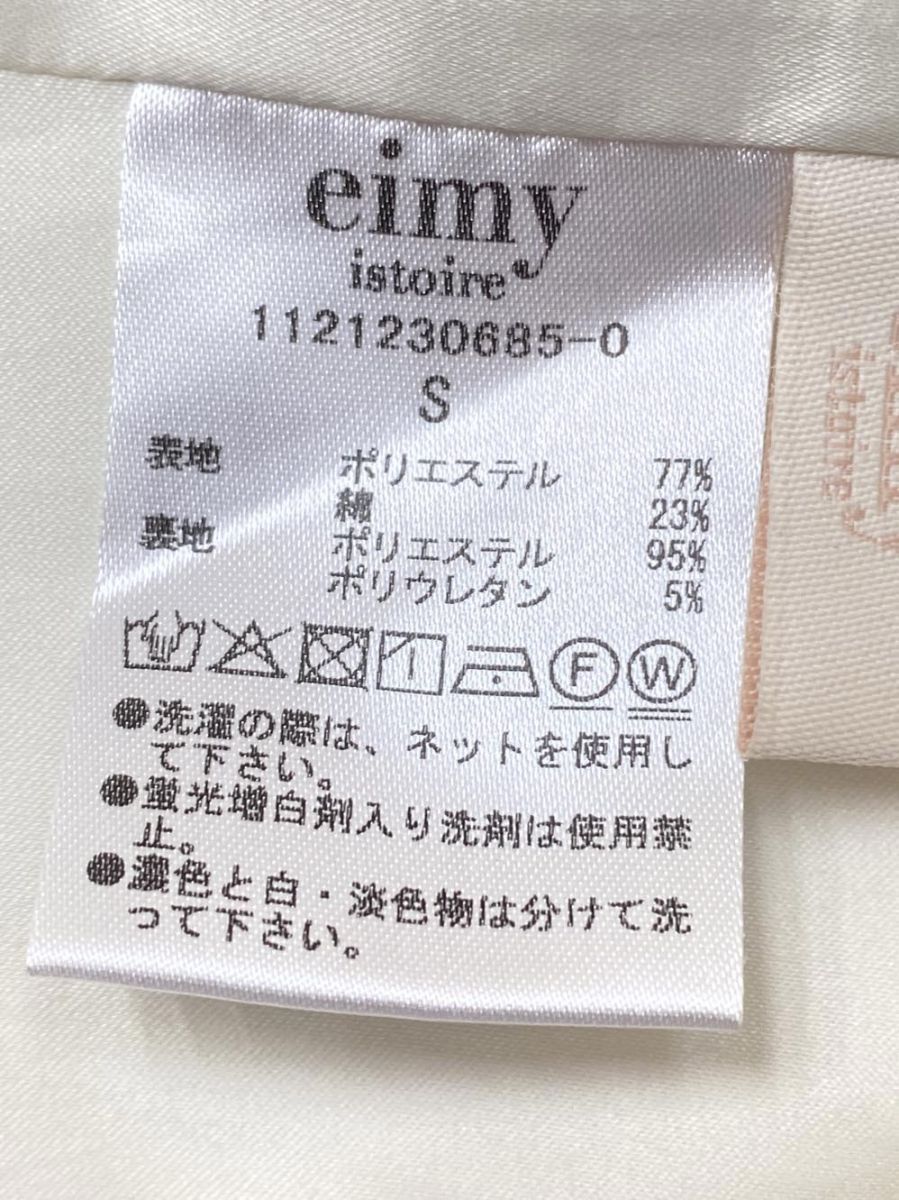 eimy
istoire
1121230685-0
S
表地 ポリエステル 77%
綿 23%
裏地 ポリエステル 95%
ポリウレタン 5%
F W
●洗濯の際は、ネットを使用し
て下さい。
●蛍光増白剤入り洗剤は使用禁
止。
●濃色と白・淡色物は分けて洗
って下さい。
istoire